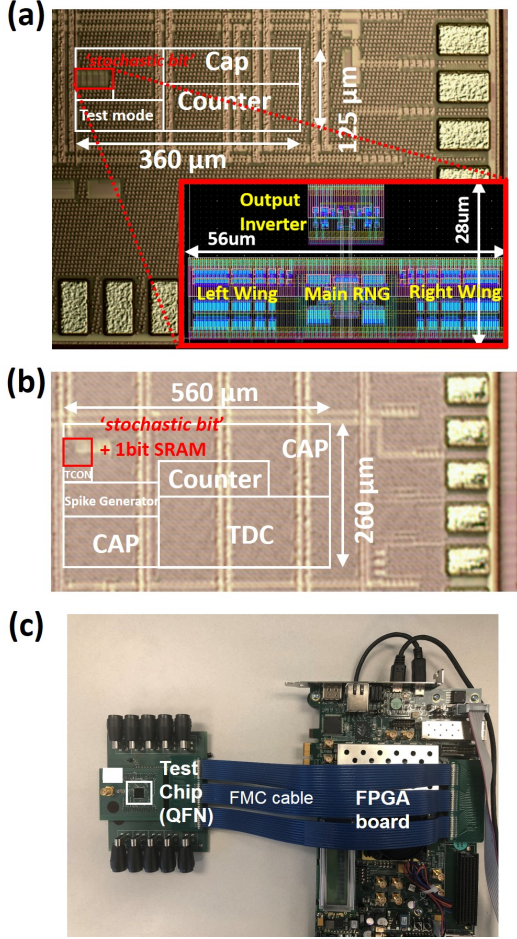 (a)
'stochastic bit'
Cap
Counter
Test mode
125 µm
360 µm
Output
Inverter
56um
28um
Left Wing
Main RNG
Right Wing
(b)
560 µm
'stochastic bit'
+ 1bit SRAM
CAP
TCON
Counter
Spike Generator
260 µm
CAP
TDC
(c)
Test
Chip
(QFN)
FMC cable
FPGA
board